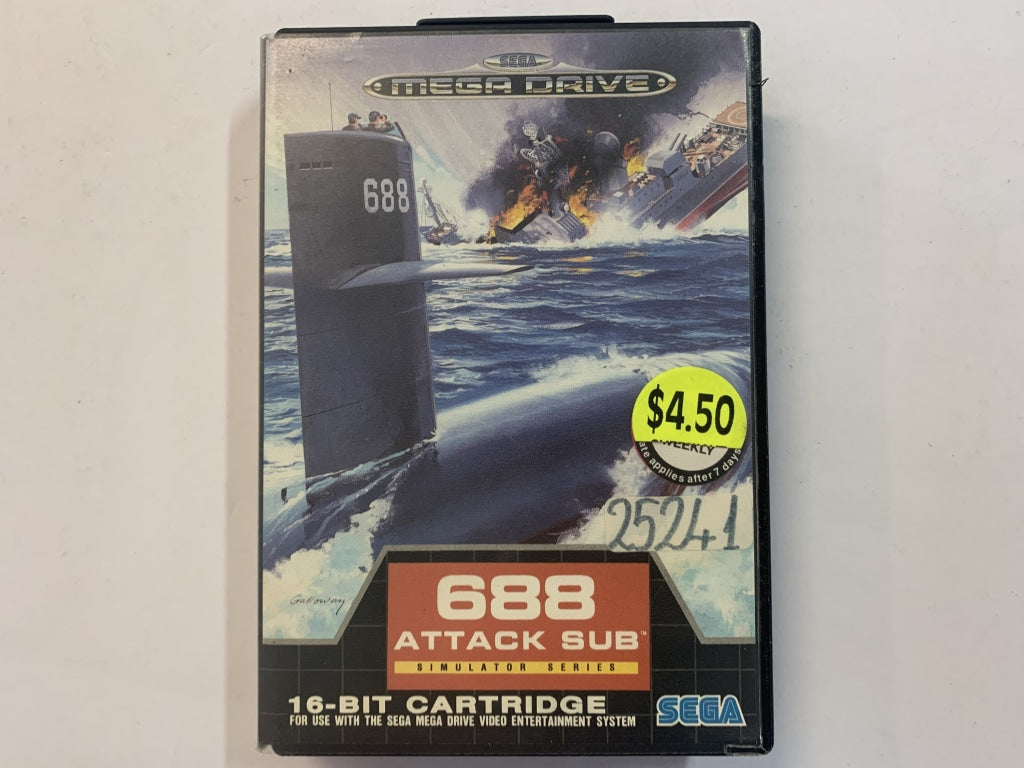 SEGA
MEGA DRIVE
688
$4.50
WEEKLY
applies after 7 days
25241
Galloway
688
ATTACK SUB™
SIMULATOR SERIES
16-BIT CARTRIDGE
FOR USE WITH THE SEGA MEGA DRIVE VIDEO ENTERTAINMENT SYSTEM
SEGA